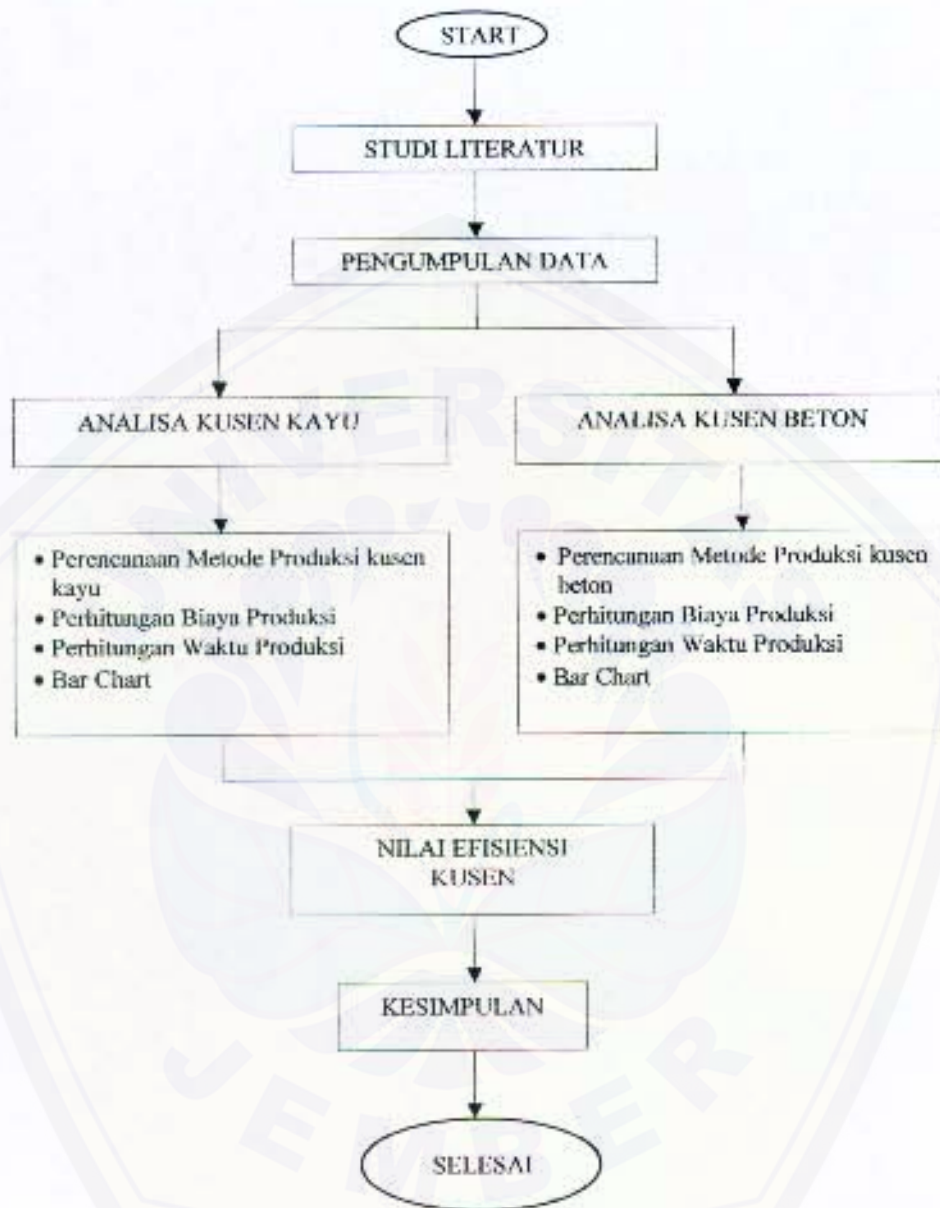 START
STUDI LITERATUR
PENGUMPULAN DATA
ANALISA KUSEN KAYU
ANALISA KUSEN BETON
• Perencanaan Metode Produksi kusen
kayu
• Perhitungan Biaya Produksi
• Perhitungan Waktu Produksi
• Bar Chart
• Perencanaan Metode Produksi kusen
beton
• Perhitungan Biaya Produksi
• Perhitungan Waktu Produksi
• Bar Chart
NILAI EFISIENSI
KUSEN
KESIMPULAN
SELESAI
UNIVERSITAS
JEMBER